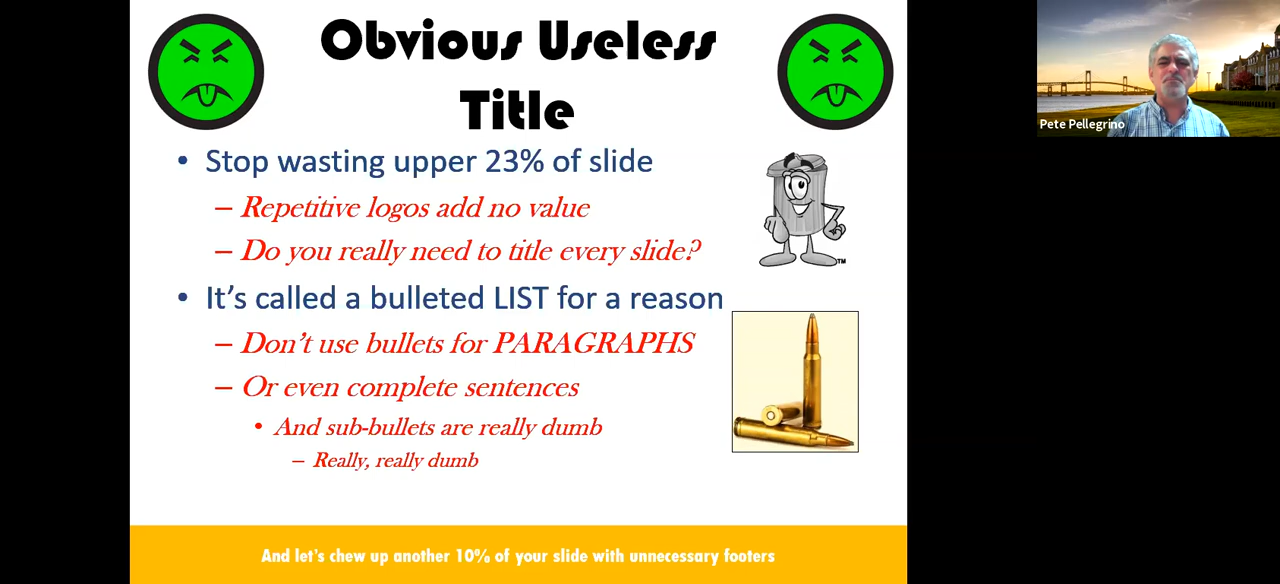 Obvious Useless
Title
• Stop wasting upper 23% of slide
– Repetitive logos add no value
– Do you really need to title every slide?
• It's called a bulleted LIST for a reason
– Don't use bullets for PARAGRAPHS
– Or even complete sentences
• And sub-bullets are really dumb
– Really, really dumb
And let's chew up another 10% of your slide with unnecessary footers
TM
Pete Pellegrino